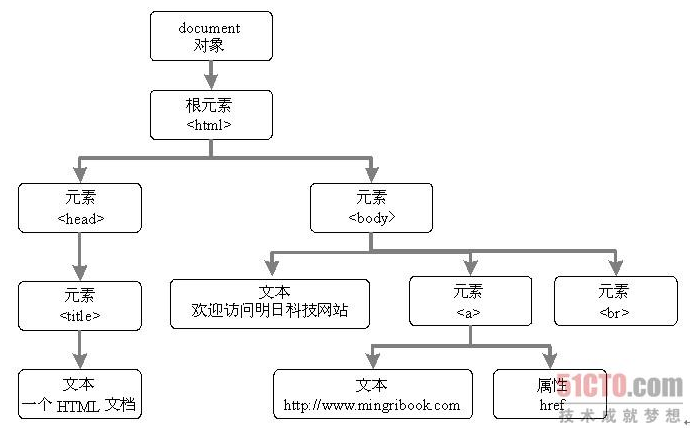 document
对象
根元素
<html>
元素
<head>
元素
<body>
元素
<title>
文本
欢迎访问明日科技网站
元素
<a>
元素
<br>
文本
一个 HTML 文档
文本
http://www.mingribook.com
属性
href
51CTO.com
技术成就梦想